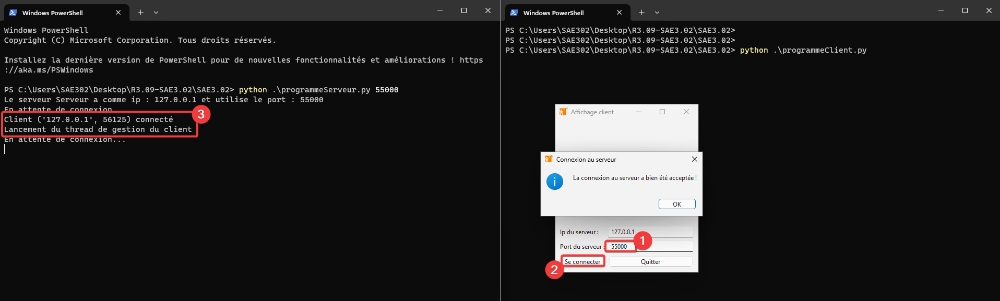 Windows PowerShell
Windows PowerShell
Copyright (C) Microsoft Corporation. Tous droits réservés.
Installez la dernière version de PowerShell pour de nouvelles fonctionnalités et améliorations ! https
://aka.ms/PSWindows
PS C:\Users\SAE302\Desktop\R3.09-SAE3.02\SAE3.02> python .\programmeServeur.py 55000
Le serveur Serveur a comme ip : 127.0.0.1 et utilise le port : 55000
En attente de connexion...
Client ('127.0.0.1', 56125) connecté
Lancement du thread de gestion du client
En attente de connexion...
3
Windows PowerShell
PS C:\Users\SAE302\Desktop\R3.09-SAE3.02\SAE3.02>
PS C:\Users\SAE302\Desktop\R3.09-SAE3.02\SAE3.02>
PS C:\Users\SAE302\Desktop\R3.09-SAE3.02\SAE3.02> python .\programmeClient.py
Affichage client
Connexion au serveur
La connexion au serveur a bien été acceptée !
OK
Ip du serveur : 127.0.0.1
Port du serveur : 55000
1
Se connecter Quitter
2